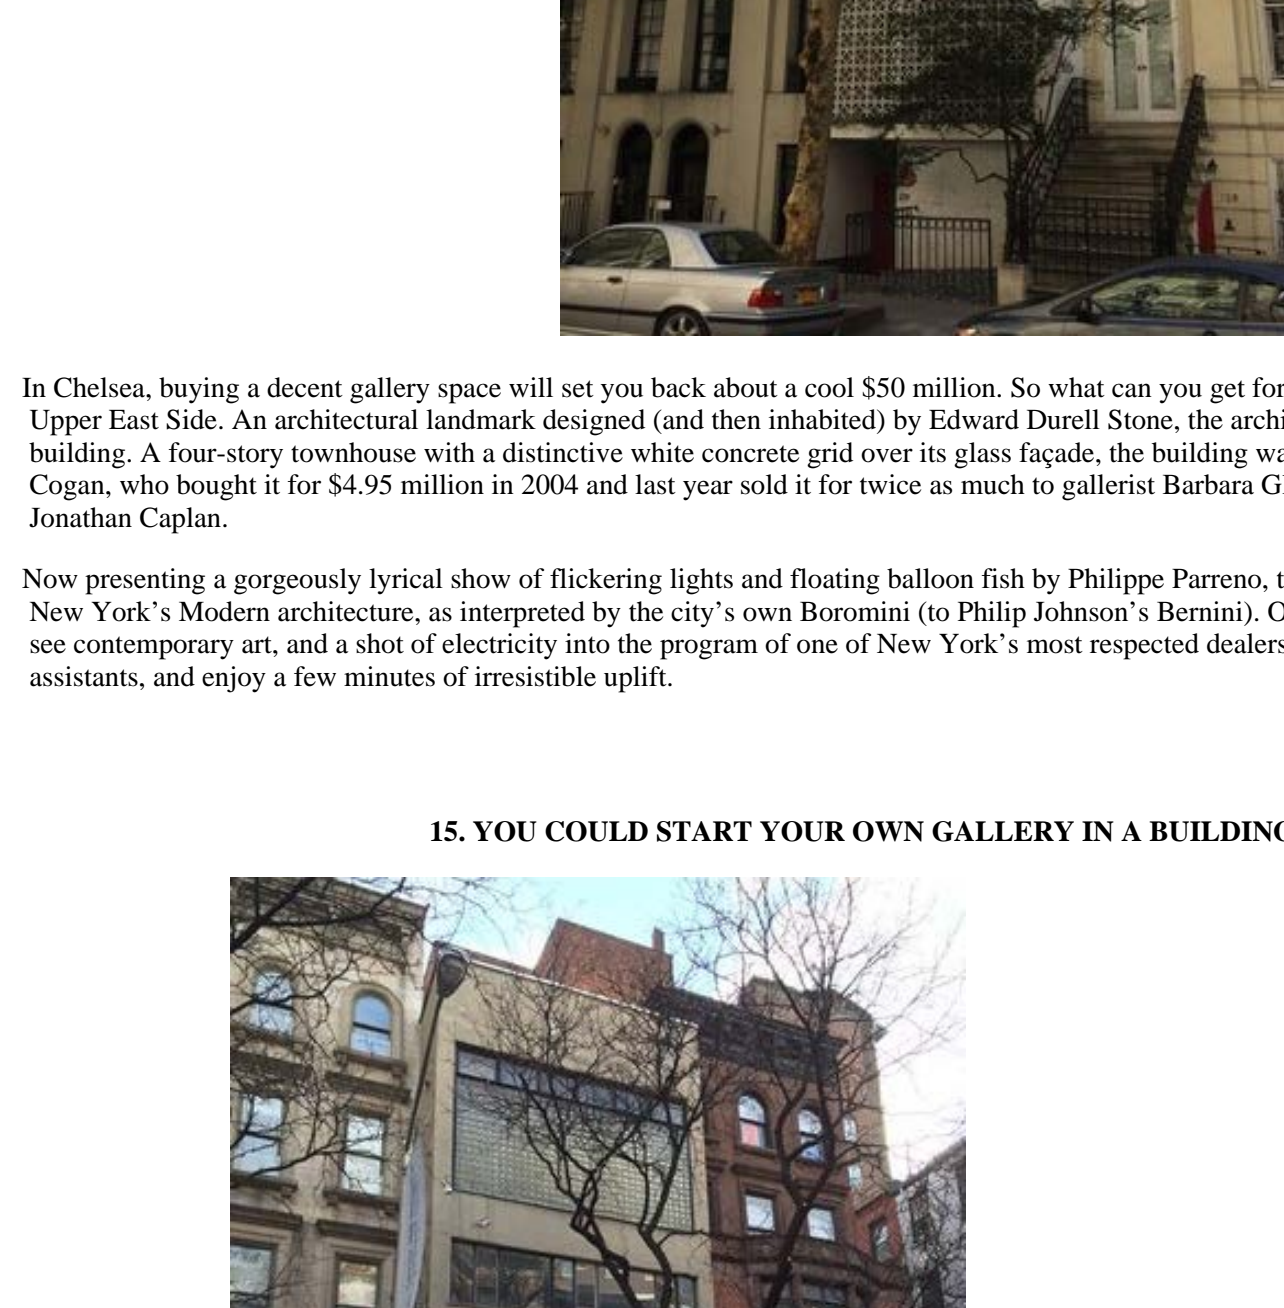 In Chelsea, buying a decent gallery space will set you back about a cool $50 million. So what can you get for
Upper East Side. An architectural landmark designed (and then inhabited) by Edward Durell Stone, the archi
building. A four-story townhouse with a distinctive white concrete grid over its glass façade, the building wa
Cogan, who bought it for $4.95 million in 2004 and last year sold it for twice as much to gallerist Barbara Gl
Jonathan Caplan.
Now presenting a gorgeously lyrical show of flickering lights and floating balloon fish by Philippe Parreno, t
New York’s Modern architecture, as interpreted by the city’s own Boromini (to Philip Johnson’s Bernini). O
see contemporary art, and a shot of electricity into the program of one of New York’s most respected dealers
assistants, and enjoy a few minutes of irresistible uplift.
15. YOU COULD START YOUR OWN GALLERY IN A BUILDING